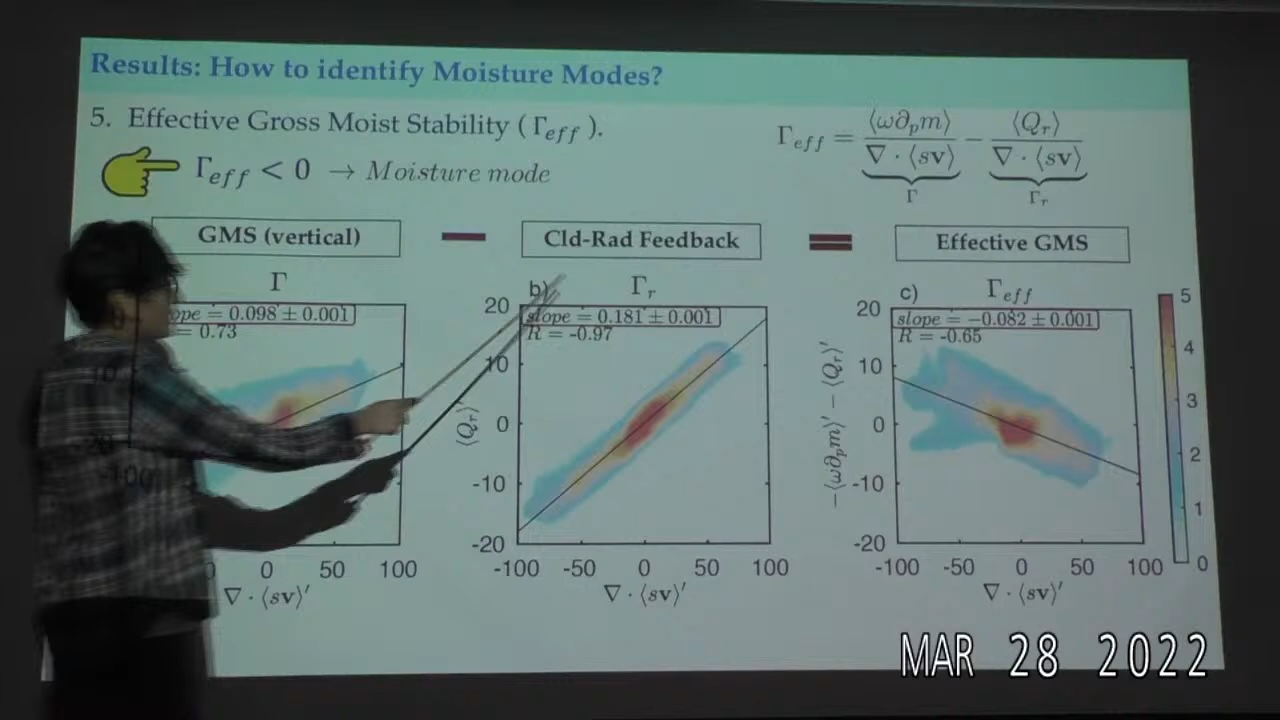 Results: How to identify Moisture Modes?
5. Effective Gross Moist Stability (Γ_eff).
Γ_eff < 0 → Moisture mode
Γ_eff = ⟨ω∂_p m⟩ / ∇·⟨sv⟩ − ⟨Q_r⟩ / ∇·⟨sv⟩
Γ Γ_r
GMS (vertical) − Cld-Rad Feedback = Effective GMS
Γ
= 0.098 ± 0.001
= 0.73
0 50 100
∇·⟨sv⟩′
b) Γ_r
slope = 0.181 ± 0.001
R = -0.97
20
10
0
-10
-20
⟨Q_r⟩′
-100 -50 0 50 100
∇·⟨sv⟩′
c) Γ_eff
slope = −0.082 ± 0.001
R = -0.65
20
10
0
-10
-20
−⟨ω∂_p m⟩′ − ⟨Q_r⟩′
-100 -50 0 50 100
∇·⟨sv⟩′
5
4
3
2
1
0
MAR 28 2022